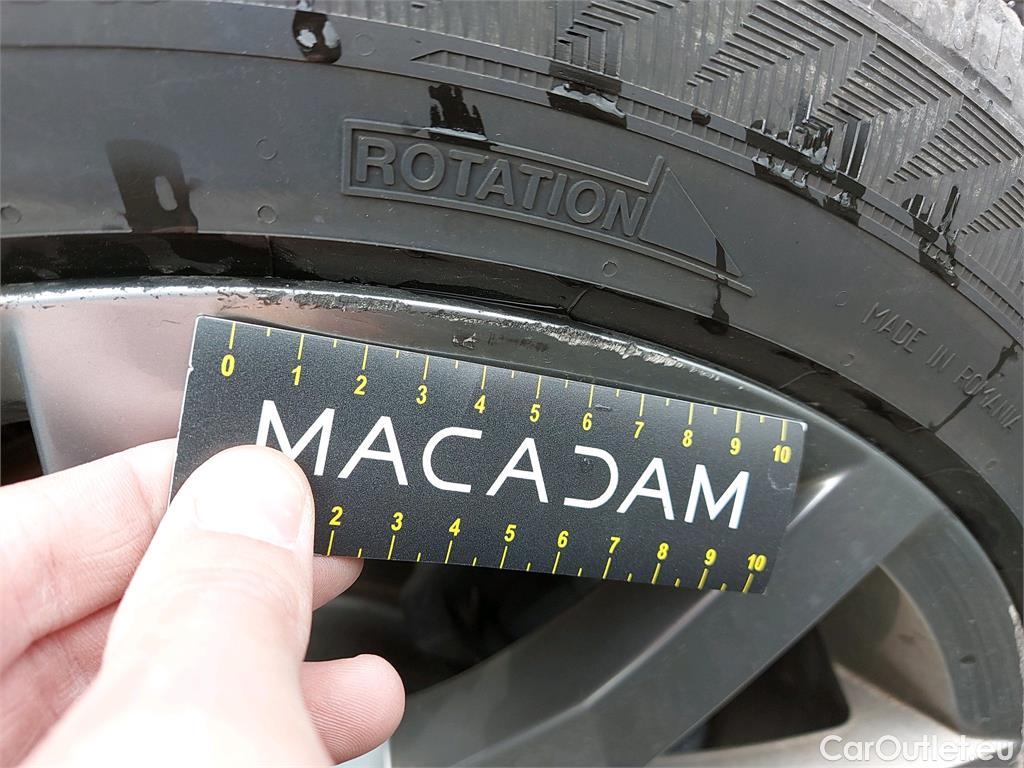 ROTATION
MADE IN ROMANIA
0 1 2 3 4 5 6 7 8 9 10
MACADAM
2 3 4 5 6 7 8 9 10
CarOutlet.eu